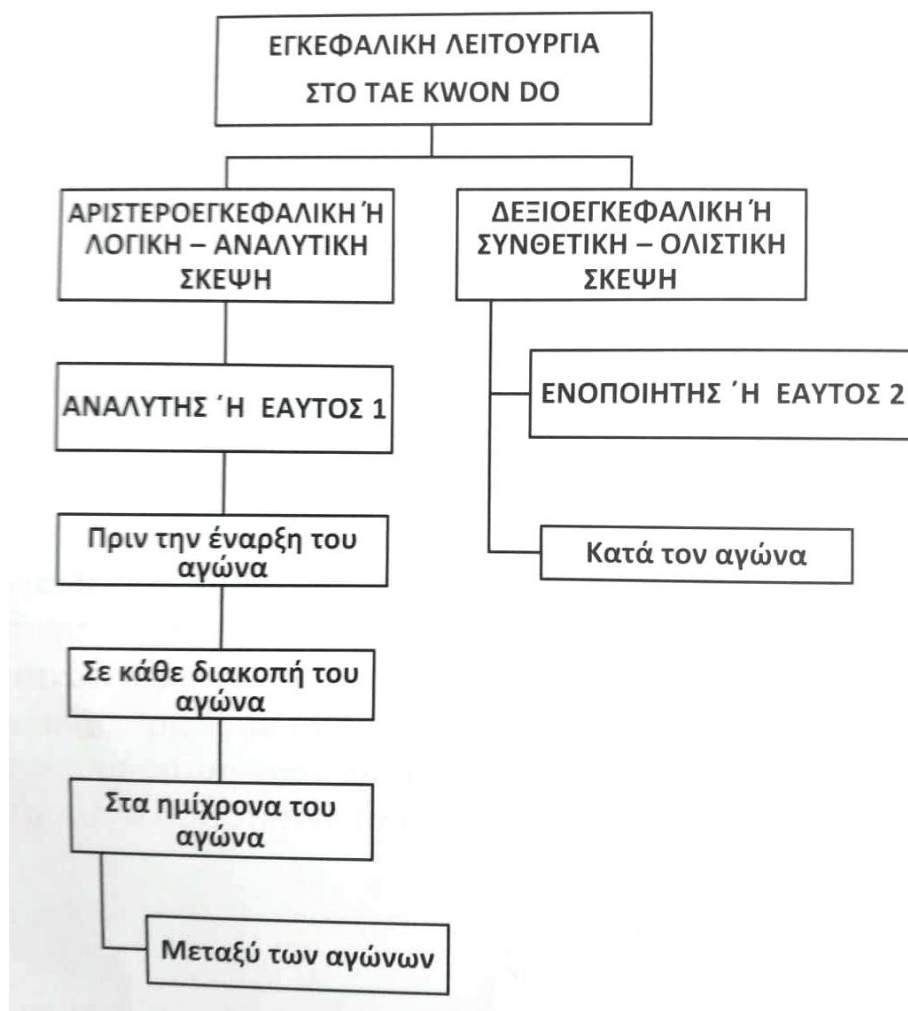 ΕΓΚΕΦΑΛΙΚΗ ΛΕΙΤΟΥΡΓΙΑ
ΣΤΟ TAE KWON DO
ΑΡΙΣΤΕΡΟΕΓΚΕΦΑΛΙΚΗ Ή
ΛΟΓΙΚΗ – ΑΝΑΛΥΤΙΚΗ
ΣΚΕΨΗ
ΔΕΞΙΟΕΓΚΕΦΑΛΙΚΗ Ή
ΣΥΝΘΕΤΙΚΗ – ΟΛΙΣΤΙΚΗ
ΣΚΕΨΗ
ΑΝΑΛΥΤΗΣ ΄Η ΕΑΥΤΟΣ 1
ΕΝΟΠΟΙΗΤΗΣ ΄Η ΕΑΥΤΟΣ 2
Πριν την έναρξη του
αγώνα
Κατά τον αγώνα
Σε κάθε διακοπή του
αγώνα
Στα ημίχρονα του
αγώνα
Μεταξύ των αγώνων